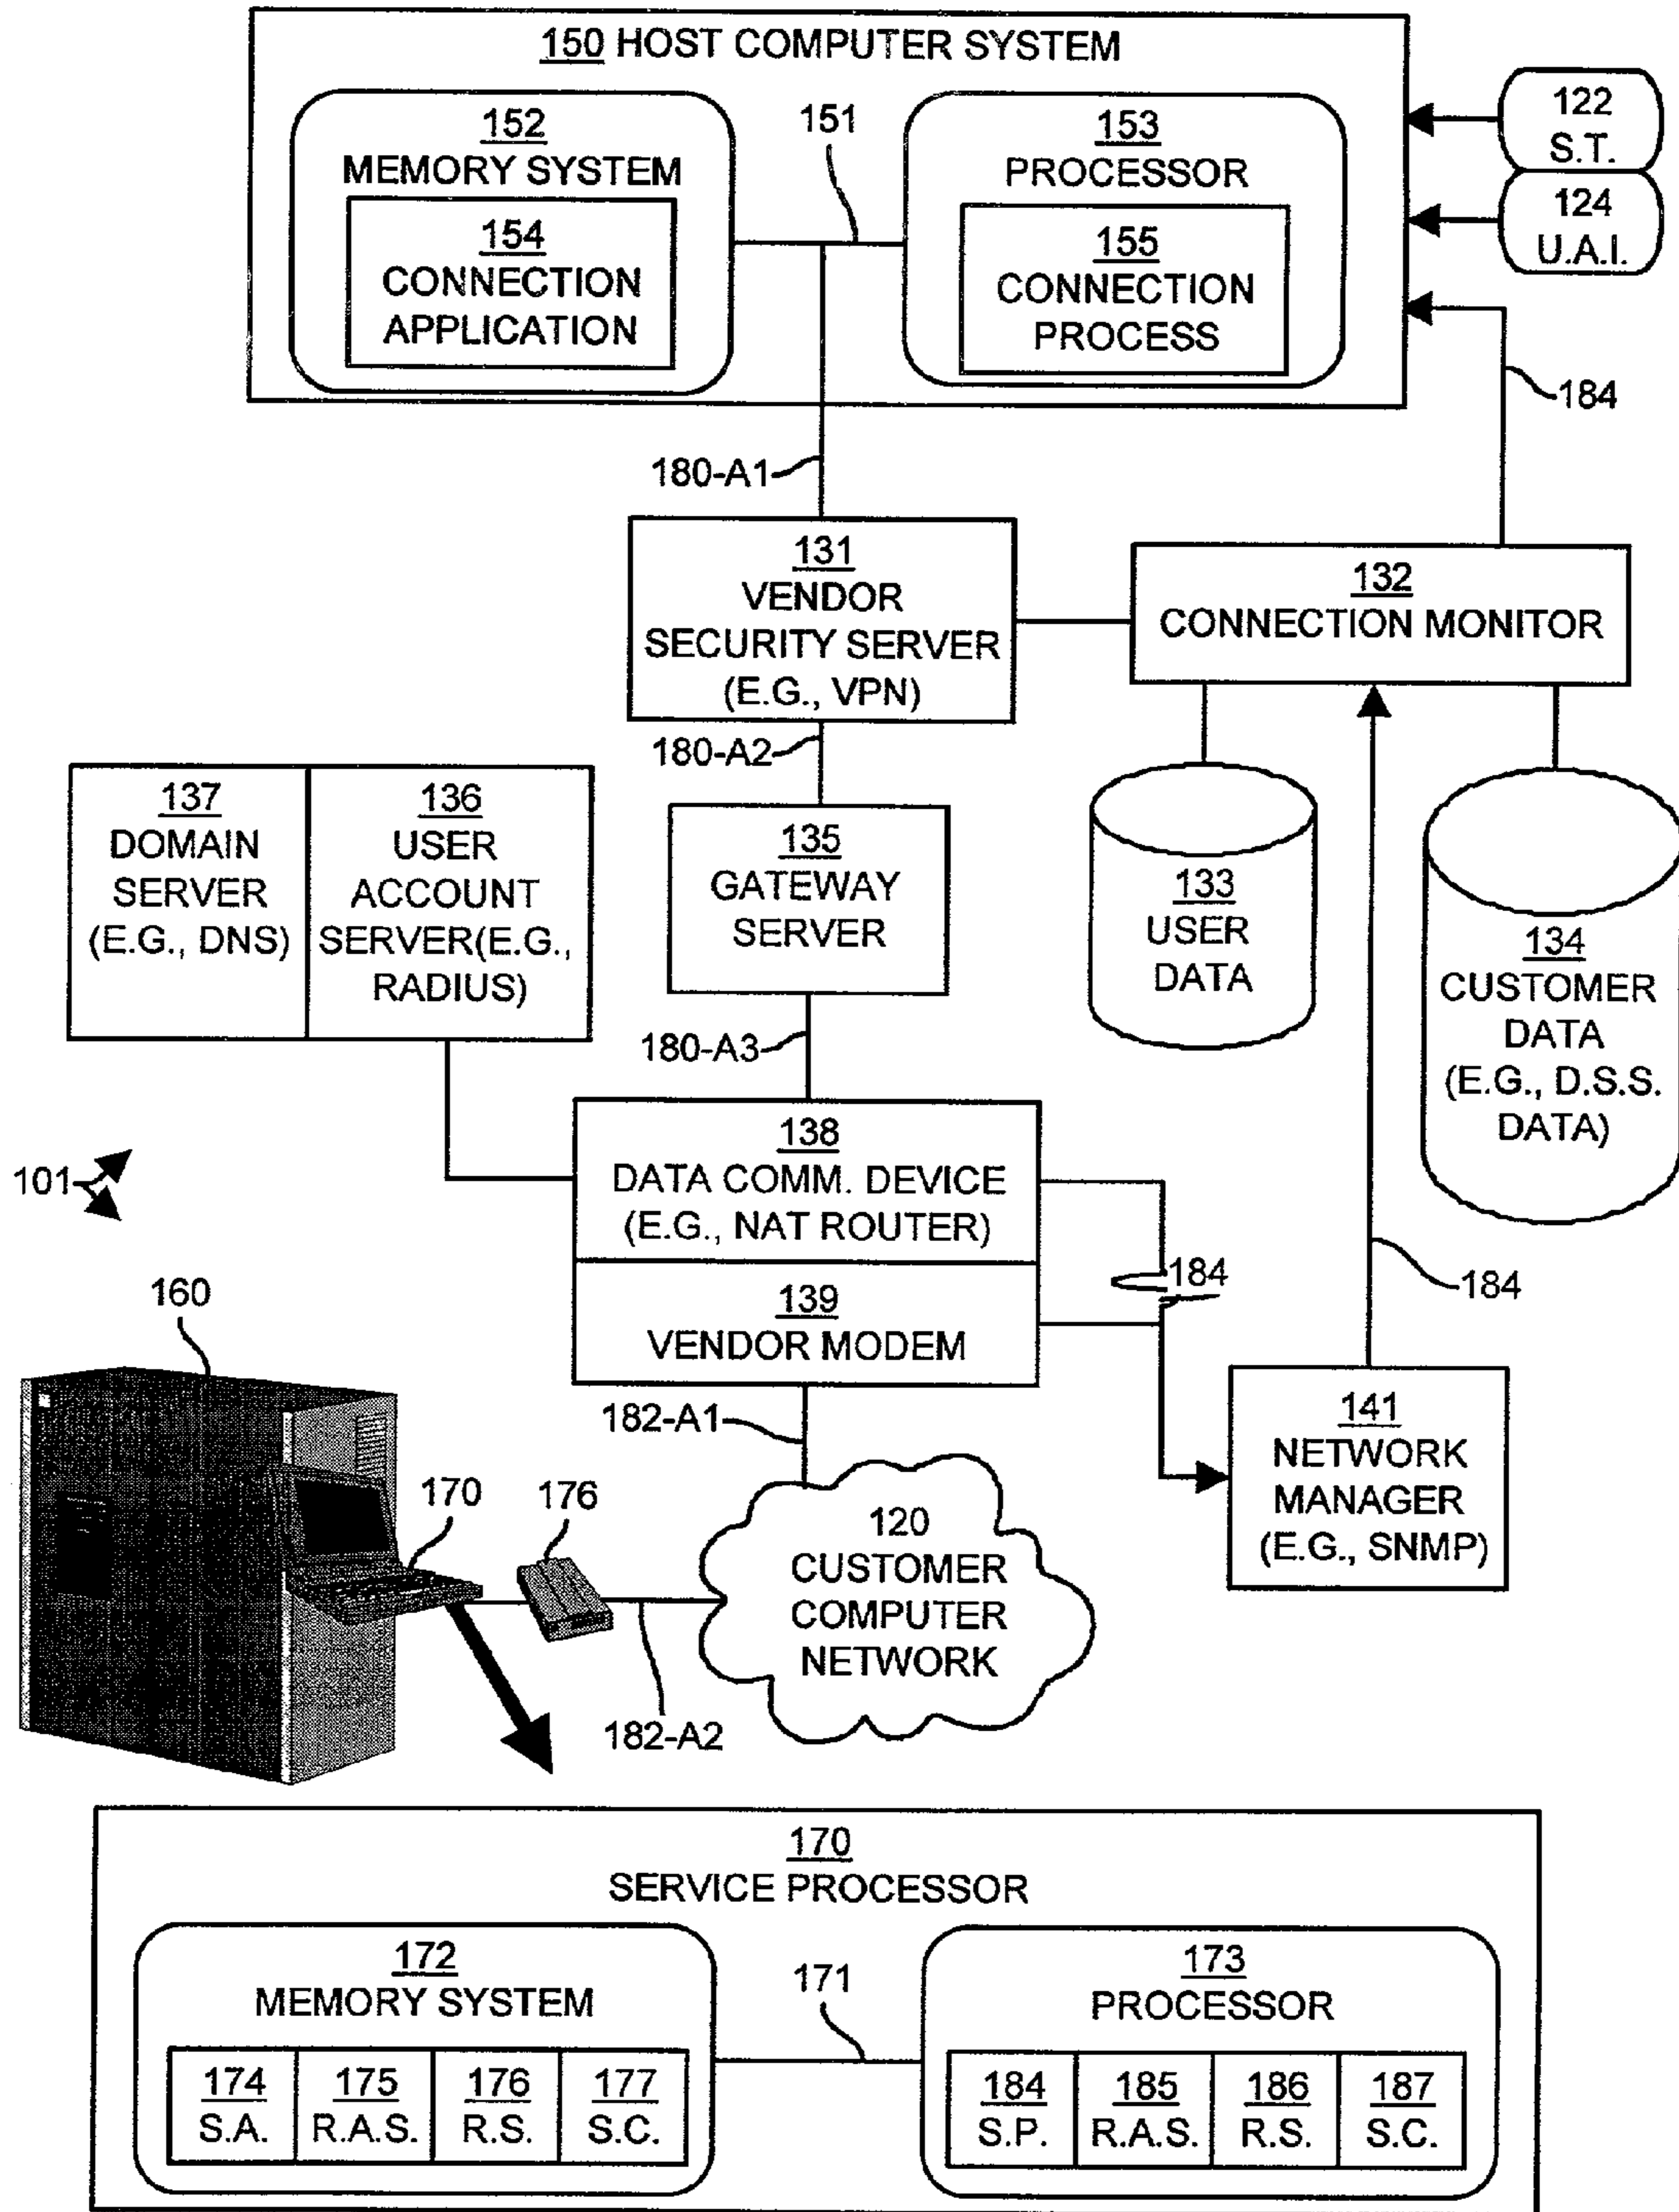 150 HOST COMPUTER SYSTEM
152
MEMORY SYSTEM
154
CONNECTION
APPLICATION
151
153
PROCESSOR
155
CONNECTION
PROCESS
122
S.T.
124
U.A.I.
184
180-A1
131
VENDOR
SECURITY SERVER
(E.G., VPN)
132
CONNECTION MONITOR
180-A2
137
DOMAIN
SERVER
(E.G., DNS)
136
USER
ACCOUNT
SERVER(E.G.,
RADIUS)
135
GATEWAY
SERVER
133
USER
DATA
134
CUSTOMER
DATA
(E.G., D.S.S.
DATA)
180-A3
138
DATA COMM. DEVICE
(E.G., NAT ROUTER)
101
184
184
139
VENDOR MODEM
160
182-A1
141
NETWORK
MANAGER
(E.G., SNMP)
170
176
120
CUSTOMER
COMPUTER
NETWORK
182-A2
170
SERVICE PROCESSOR
172
MEMORY SYSTEM
174
S.A.
175
R.A.S.
176
R.S.
177
S.C.
171
173
PROCESSOR
184
S.P.
185
R.A.S.
186
R.S.
187
S.C.